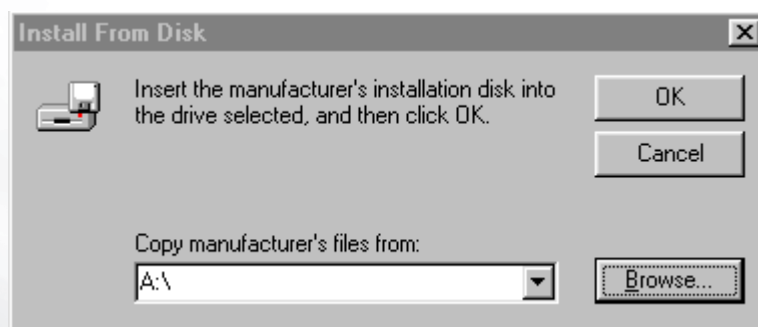 Install From Disk
Insert the manufacturer's installation disk into
the drive selected, and then click OK.
OK
Cancel
Copy manufacturer's files from:
A:\
Browse...